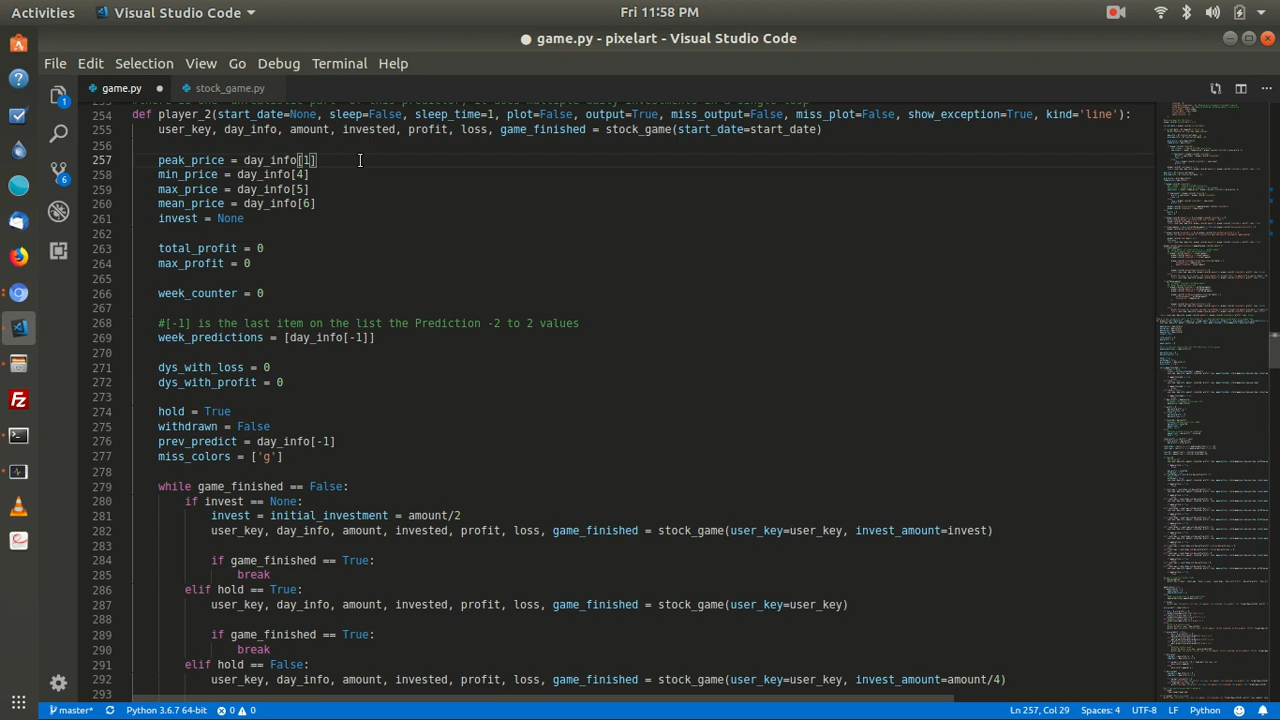 Activities
Visual Studio Code
Fri 11:58 PM
● game.py - pixelart - Visual Studio Code
File Edit Selection View Go Debug Terminal Help
game.py ● stock_game.py
254 def player_2(start_date=None, sleep=False, sleep_time=3, plot=False, output=True, miss_output=False, miss_plot=False, show_exception=True, kind='line'):
255 user_key, day_info, amount, invested, profit, loss, game_finished = stock_game(start_date=start_date)
256
257 peak_price = day_info[1]
258 min_price = day_info[4]
259 max_price = day_info[5]
260 mean_price = day_info[6]
261 invest = None
262
263 total_profit = 0
264 max_profit = 0
265
266 week_counter = 0
267
268 #[-1] is the last item on the list the Prediction avrso 2 values
269 week_predictions = [day_info[-1]]
270
271 dys_with_loss = 0
272 dys_with_profit = 0
273
274 hold = True
275 withdrawn = False
276 prev_predict = day_info[-1]
277 miss_colors = ['g']
278
279 while game_finished == False:
280 if invest == None:
281 invest = initial_investment = amount/2
282 user_key, day_info, amount, invested, profit, loss, game_finished = stock_game(user_key=user_key, invest_amount=invest)
283
284 if game_finished == True:
285 break
286 elif hold == True:
287 user_key, day_info, amount, invested, profit, loss, game_finished = stock_game(user_key=user_key)
288
289 if game_finished == True:
290 break
291 elif hold == False:
292 user_key, day_info, amount, invested, profit, loss, game_finished = stock_game(user_key=user_key, invest_amount=amount/4)
293
master* Python 3.6.7 64-bit 0 0 Ln 257, Col 29 Spaces: 4 UTF-8 LF Python